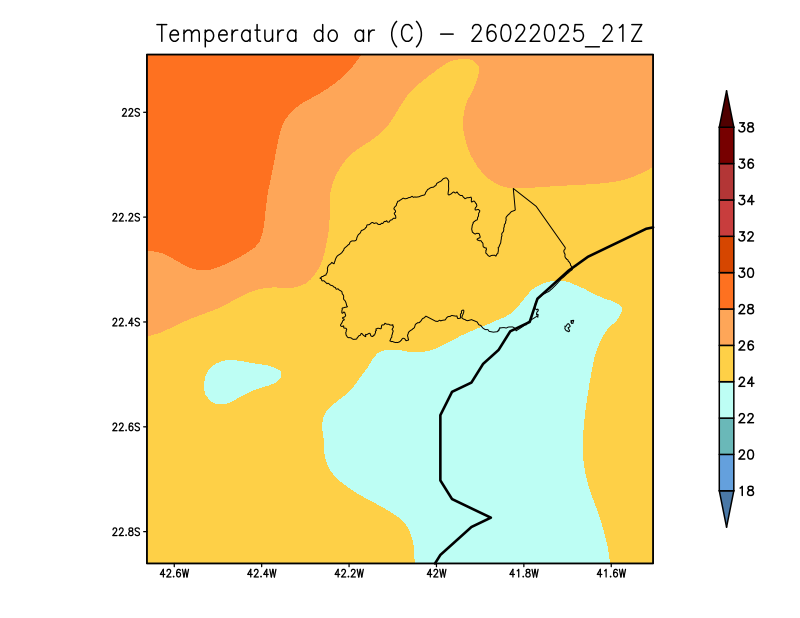 Temperatura do ar (C) - 26022025_21Z
22S
22.2S
22.4S
22.6S
22.8S
42.6W
42.4W
42.2W
42W
41.8W
41.6W
38
36
34
32
30
28
26
24
22
20
18